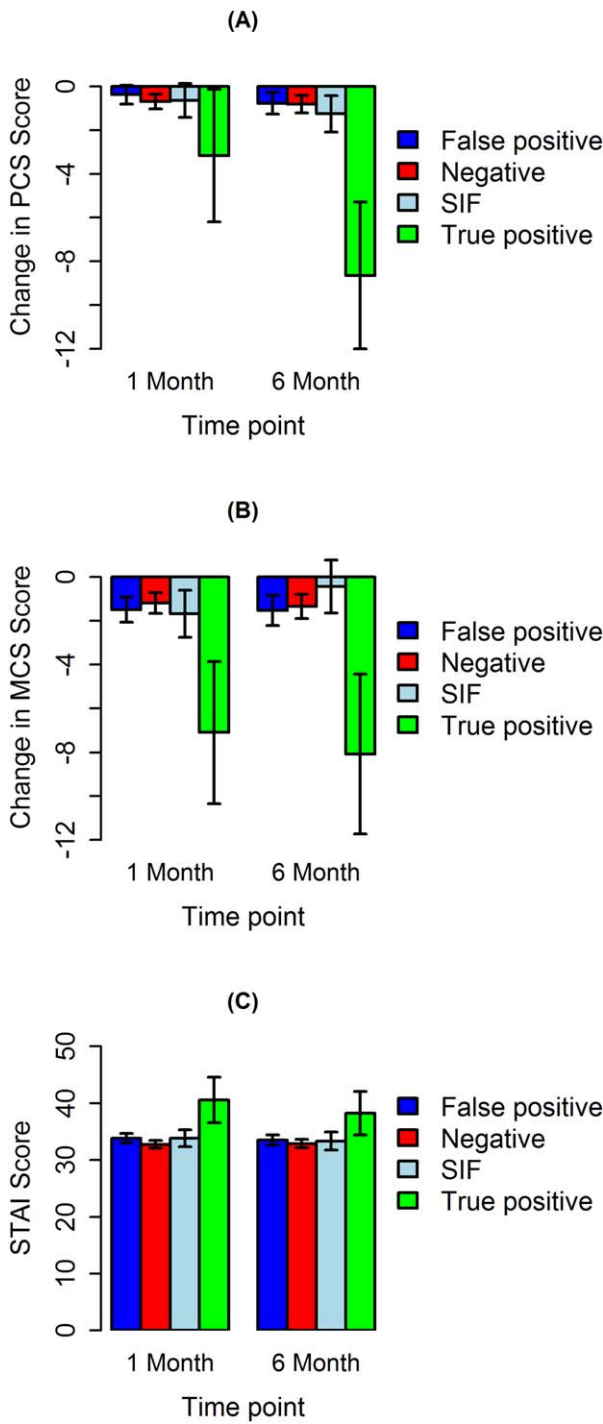 (A)
Change in PCS Score
0
-4
-8
-12
1 Month
6 Month
Time point
False positive
Negative
SIF
True positive
(B)
Change in MCS Score
0
-4
-8
-12
1 Month
6 Month
Time point
False positive
Negative
SIF
True positive
(C)
STAI Score
50
40
30
20
10
0
1 Month
6 Month
Time point
False positive
Negative
SIF
True positive